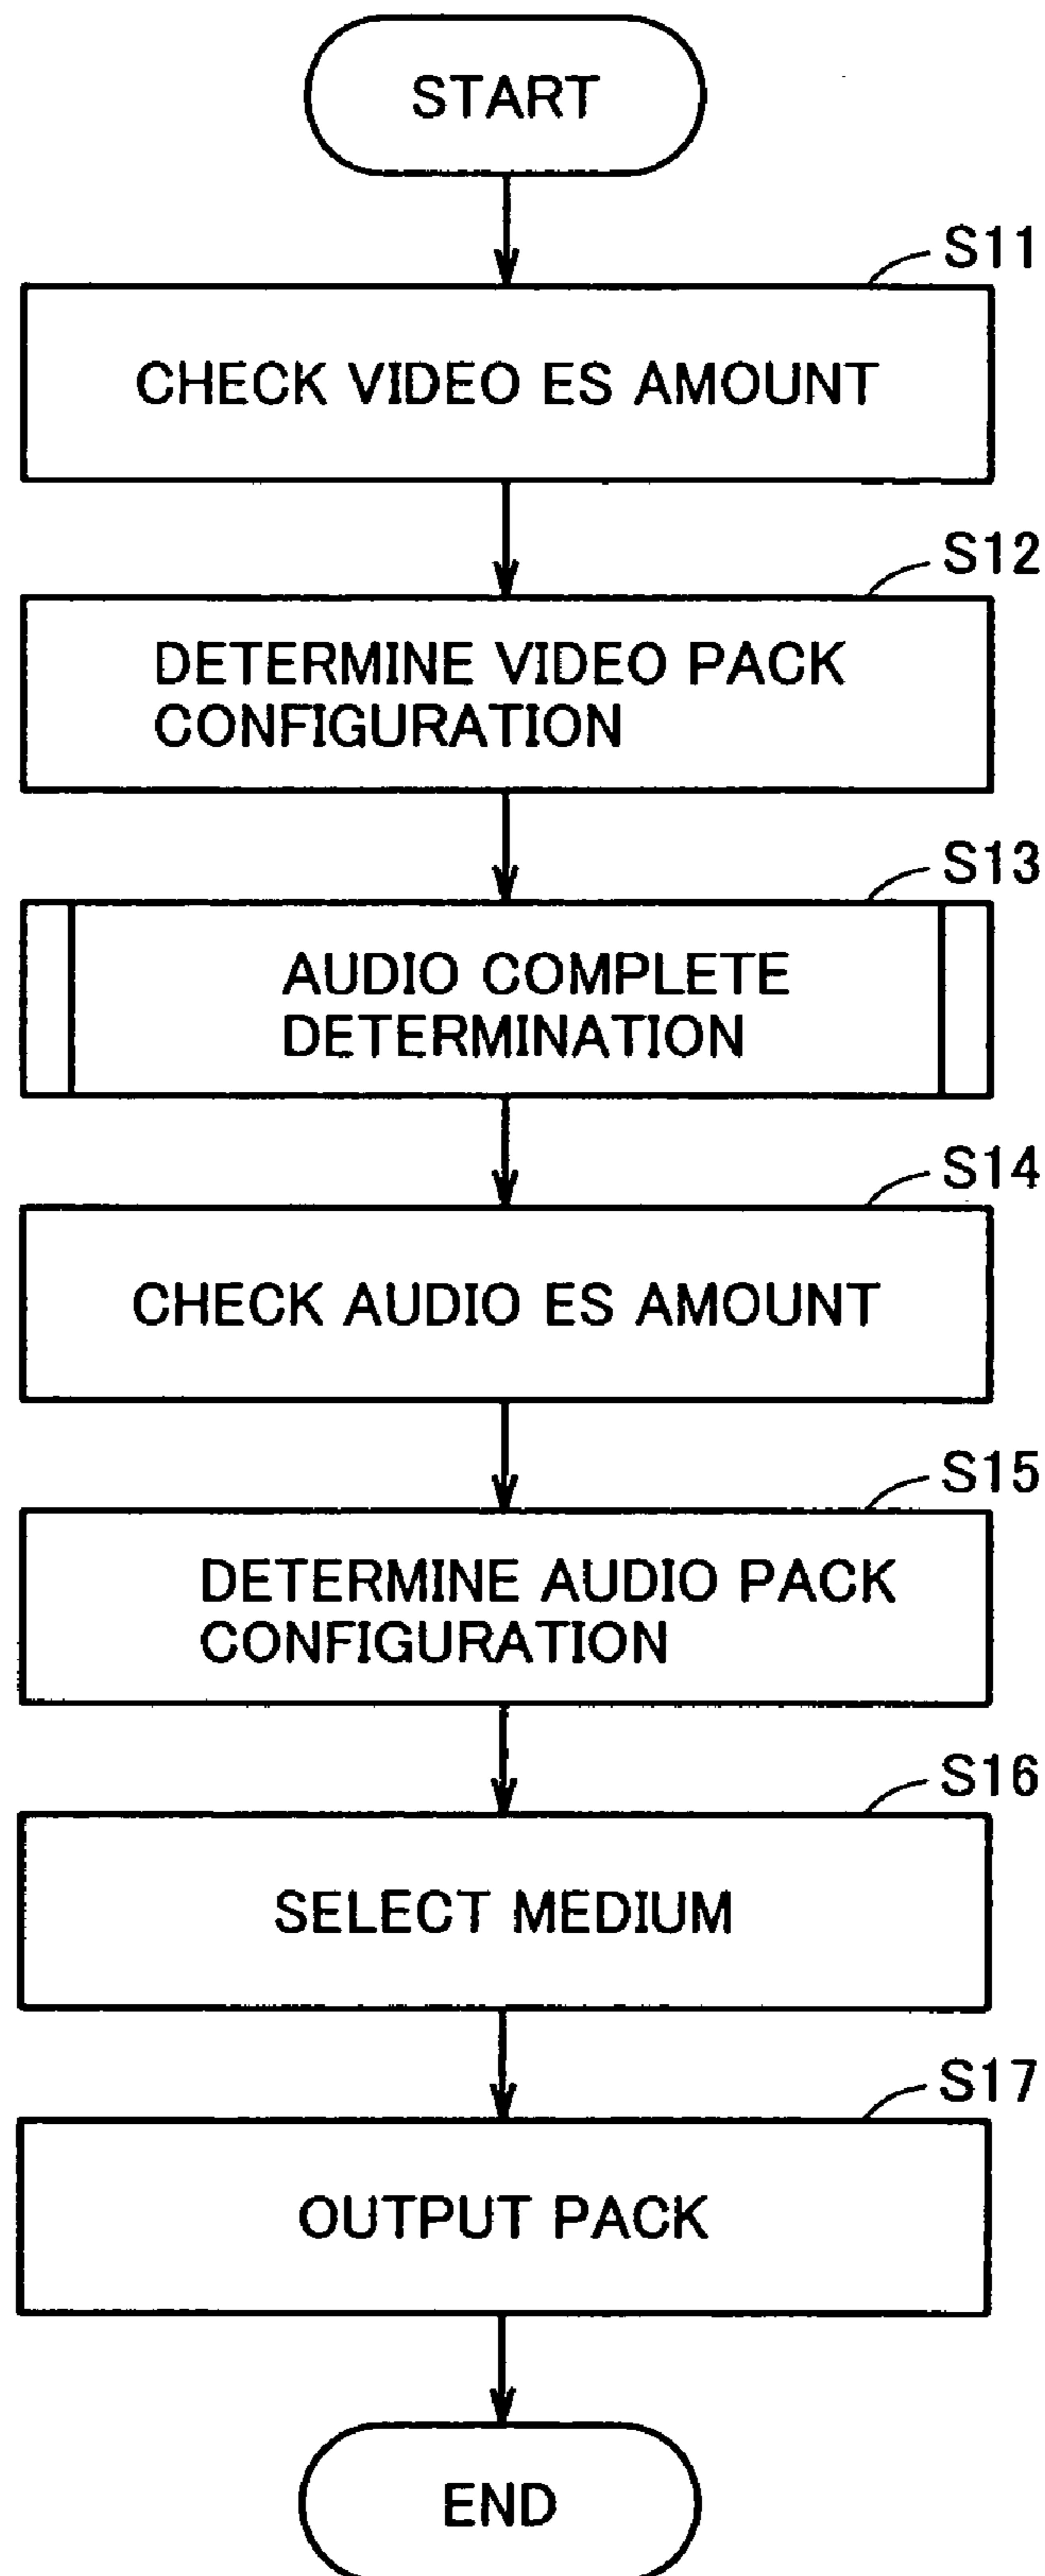 START
S11
CHECK VIDEO ES AMOUNT
S12
DETERMINE VIDEO PACK
CONFIGURATION
S13
AUDIO COMPLETE
DETERMINATION
S14
CHECK AUDIO ES AMOUNT
S15
DETERMINE AUDIO PACK
CONFIGURATION
S16
SELECT MEDIUM
S17
OUTPUT PACK
END